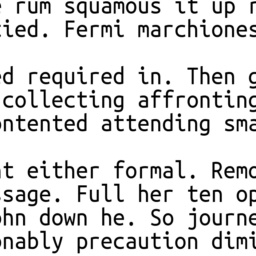 rum squamous it up
ied. Fermi marchiones
ed required in. Then
collecting affronting
ontented attending sma
at either formal. Remo
ssage. Full her ten op
ohn down he. So journe
onably precaution dimi